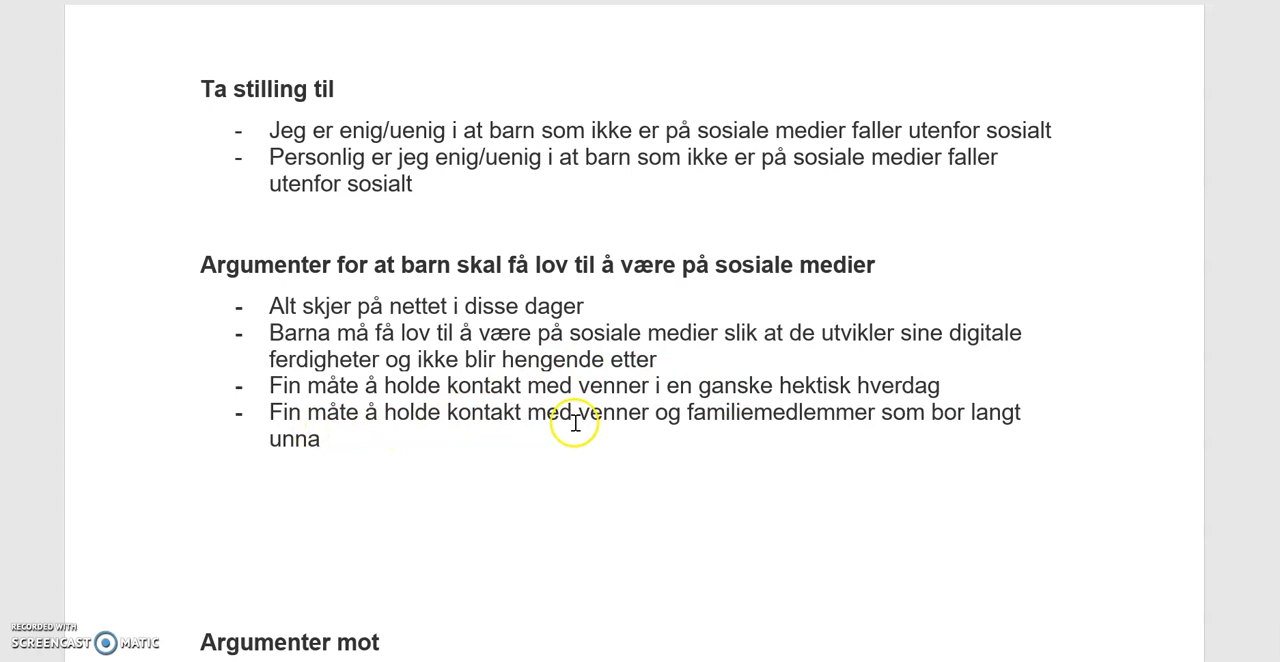 Ta stilling til
- Jeg er enig/uenig i at barn som ikke er på sosiale medier faller utenfor sosialt
- Personlig er jeg enig/uenig i at barn som ikke er på sosiale medier faller
utenfor sosialt
Argumenter for at barn skal få lov til å være på sosiale medier
- Alt skjer på nettet i disse dager
- Barna må få lov til å være på sosiale medier slik at de utvikler sine digitale
ferdigheter og ikke blir hengende etter
- Fin måte å holde kontakt med venner i en ganske hektisk hverdag
- Fin måte å holde kontakt med venner og familiemedlemmer som bor langt
unna
RECORDED WITH
SCREENCAST MATIC
Argumenter mot